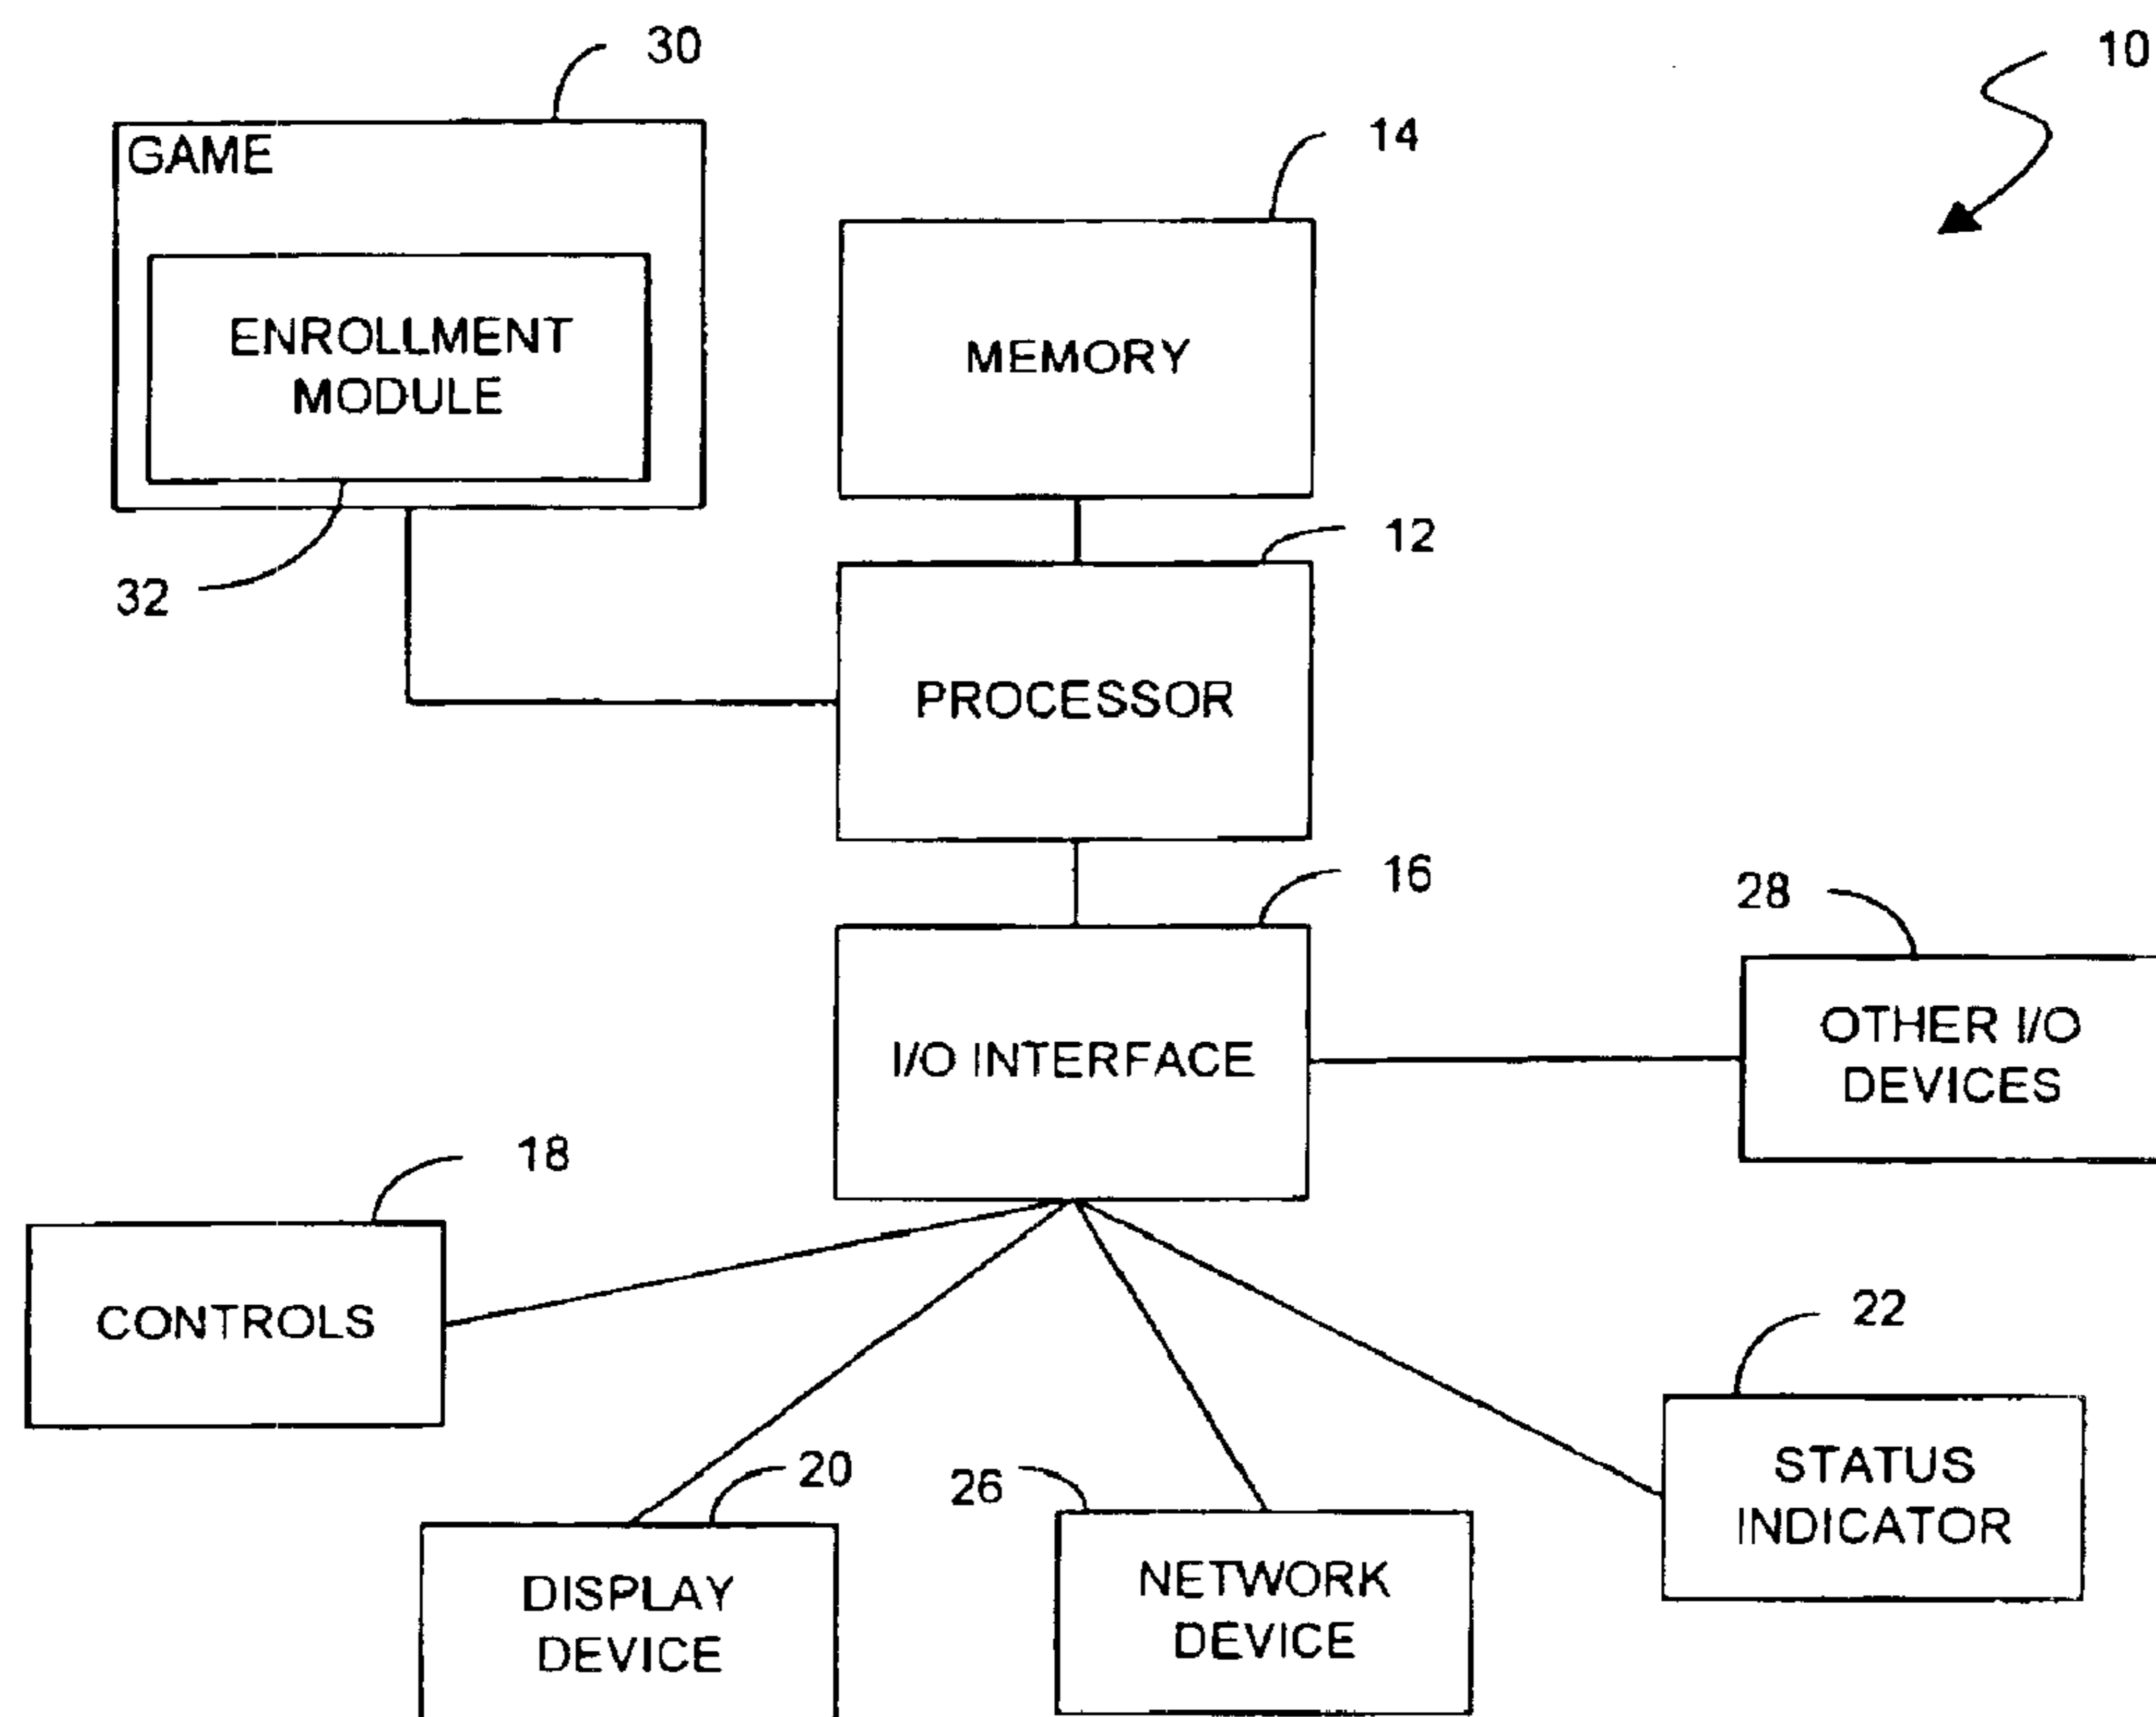 30
10
GAME
14
ENROLLMENT
MODULE
MEMORY
12
32
PROCESSOR
16
28
I/O INTERFACE
OTHER I/O
DEVICES
18
CONTROLS
22
20
26
STATUS
INDICATOR
DISPLAY
DEVICE
NETWORK
DEVICE